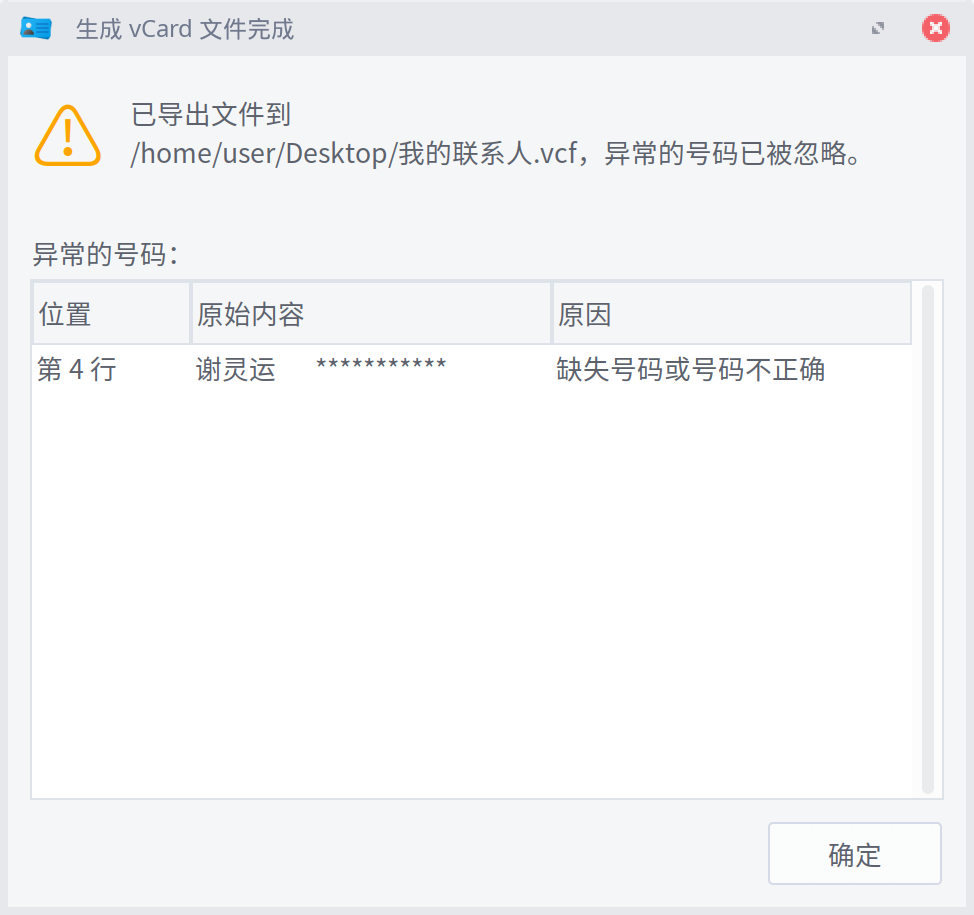 生成 vCard 文件完成
已导出文件到
/home/user/Desktop/我的联系人.vcf，异常的号码已被忽略。
异常的号码：
位置 原始内容 原因
第 4 行 谢灵运 *********** 缺失号码或号码不正确
确定